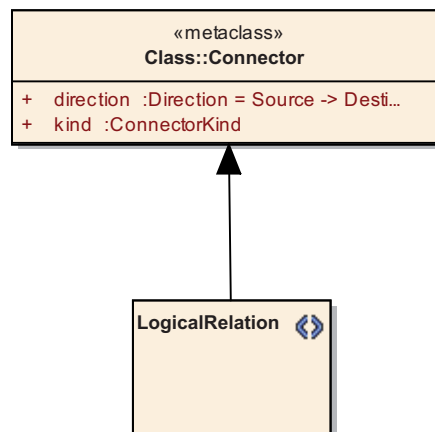 «metaclass»
Class::Connector
+ direction :Direction = Source -> Desti...
+ kind :ConnectorKind
LogicalRelation